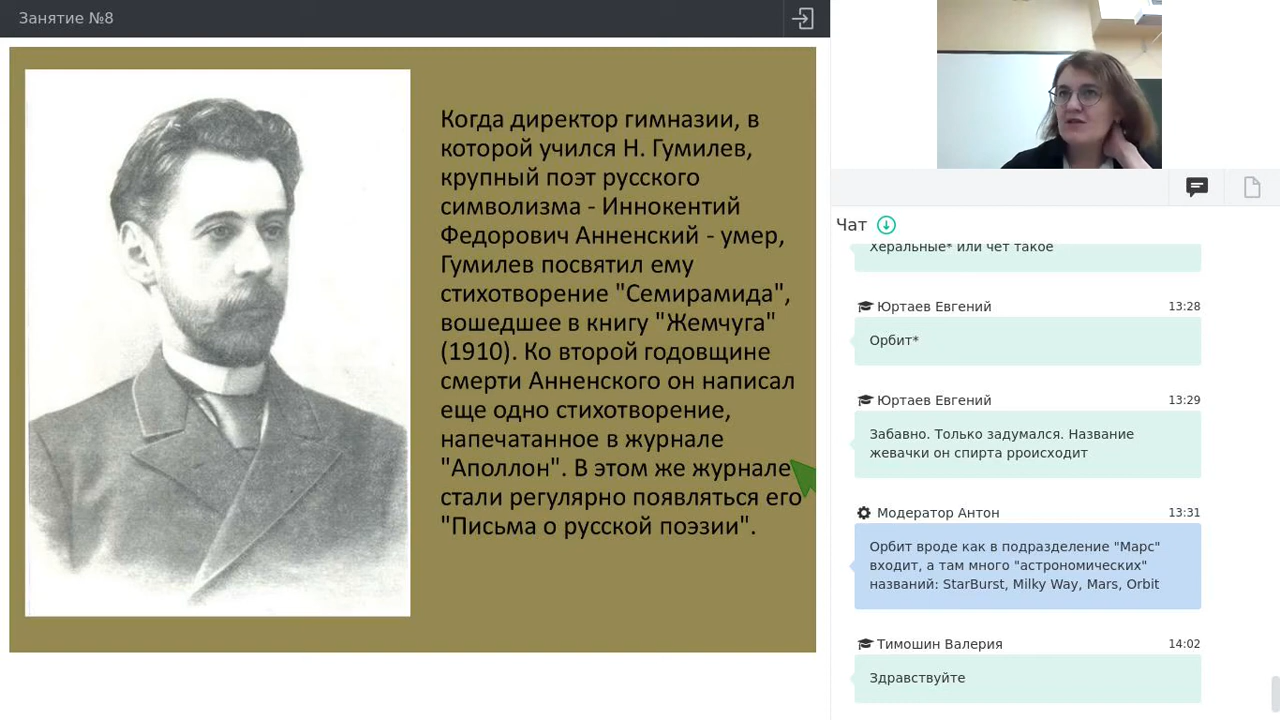 Занятие №8
Когда директор гимназии, в
которой учился Н. Гумилев,
крупный поэт русского
символизма - Иннокентий
Федорович Анненский - умер,
Гумилев посвятил ему
стихотворение "Семирамида",
вошедшее в книгу "Жемчуга"
(1910). Ко второй годовщине
смерти Анненского он написал
еще одно стихотворение,
напечатанное в журнале
"Аполлон". В этом же журнале
стали регулярно появляться его
"Письма о русской поэзии".
Чат
Херальные* или чет такое
Юртаев Евгений 13:28
Орбит*
Юртаев Евгений 13:29
Забавно. Только задумался. Название
жевачки он спирта рроисходит
Модератор Антон 13:31
Орбит вроде как в подразделение "Марс"
входит, а там много "астрономических"
названий: StarBurst, Milky Way, Mars, Orbit
Тимошин Валерия 14:02
Здравствуйте